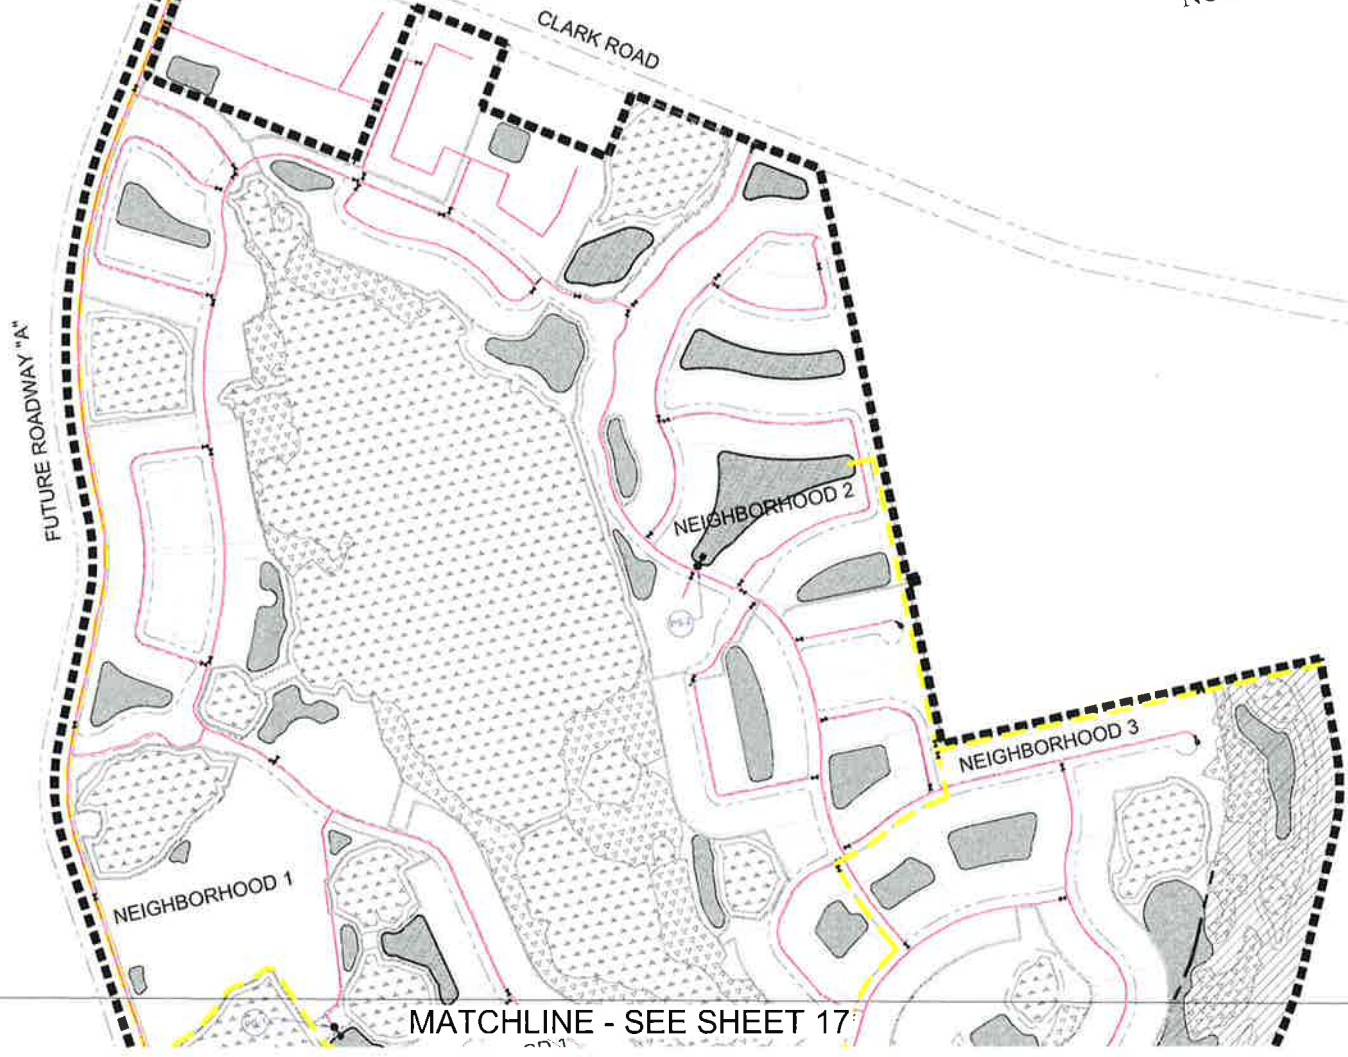 CLARK ROAD
FUTURE ROADWAY "A"
NEIGHBORHOOD 2
NEIGHBORHOOD 3
NEIGHBORHOOD 1
MATCHLINE - SEE SHEET 17